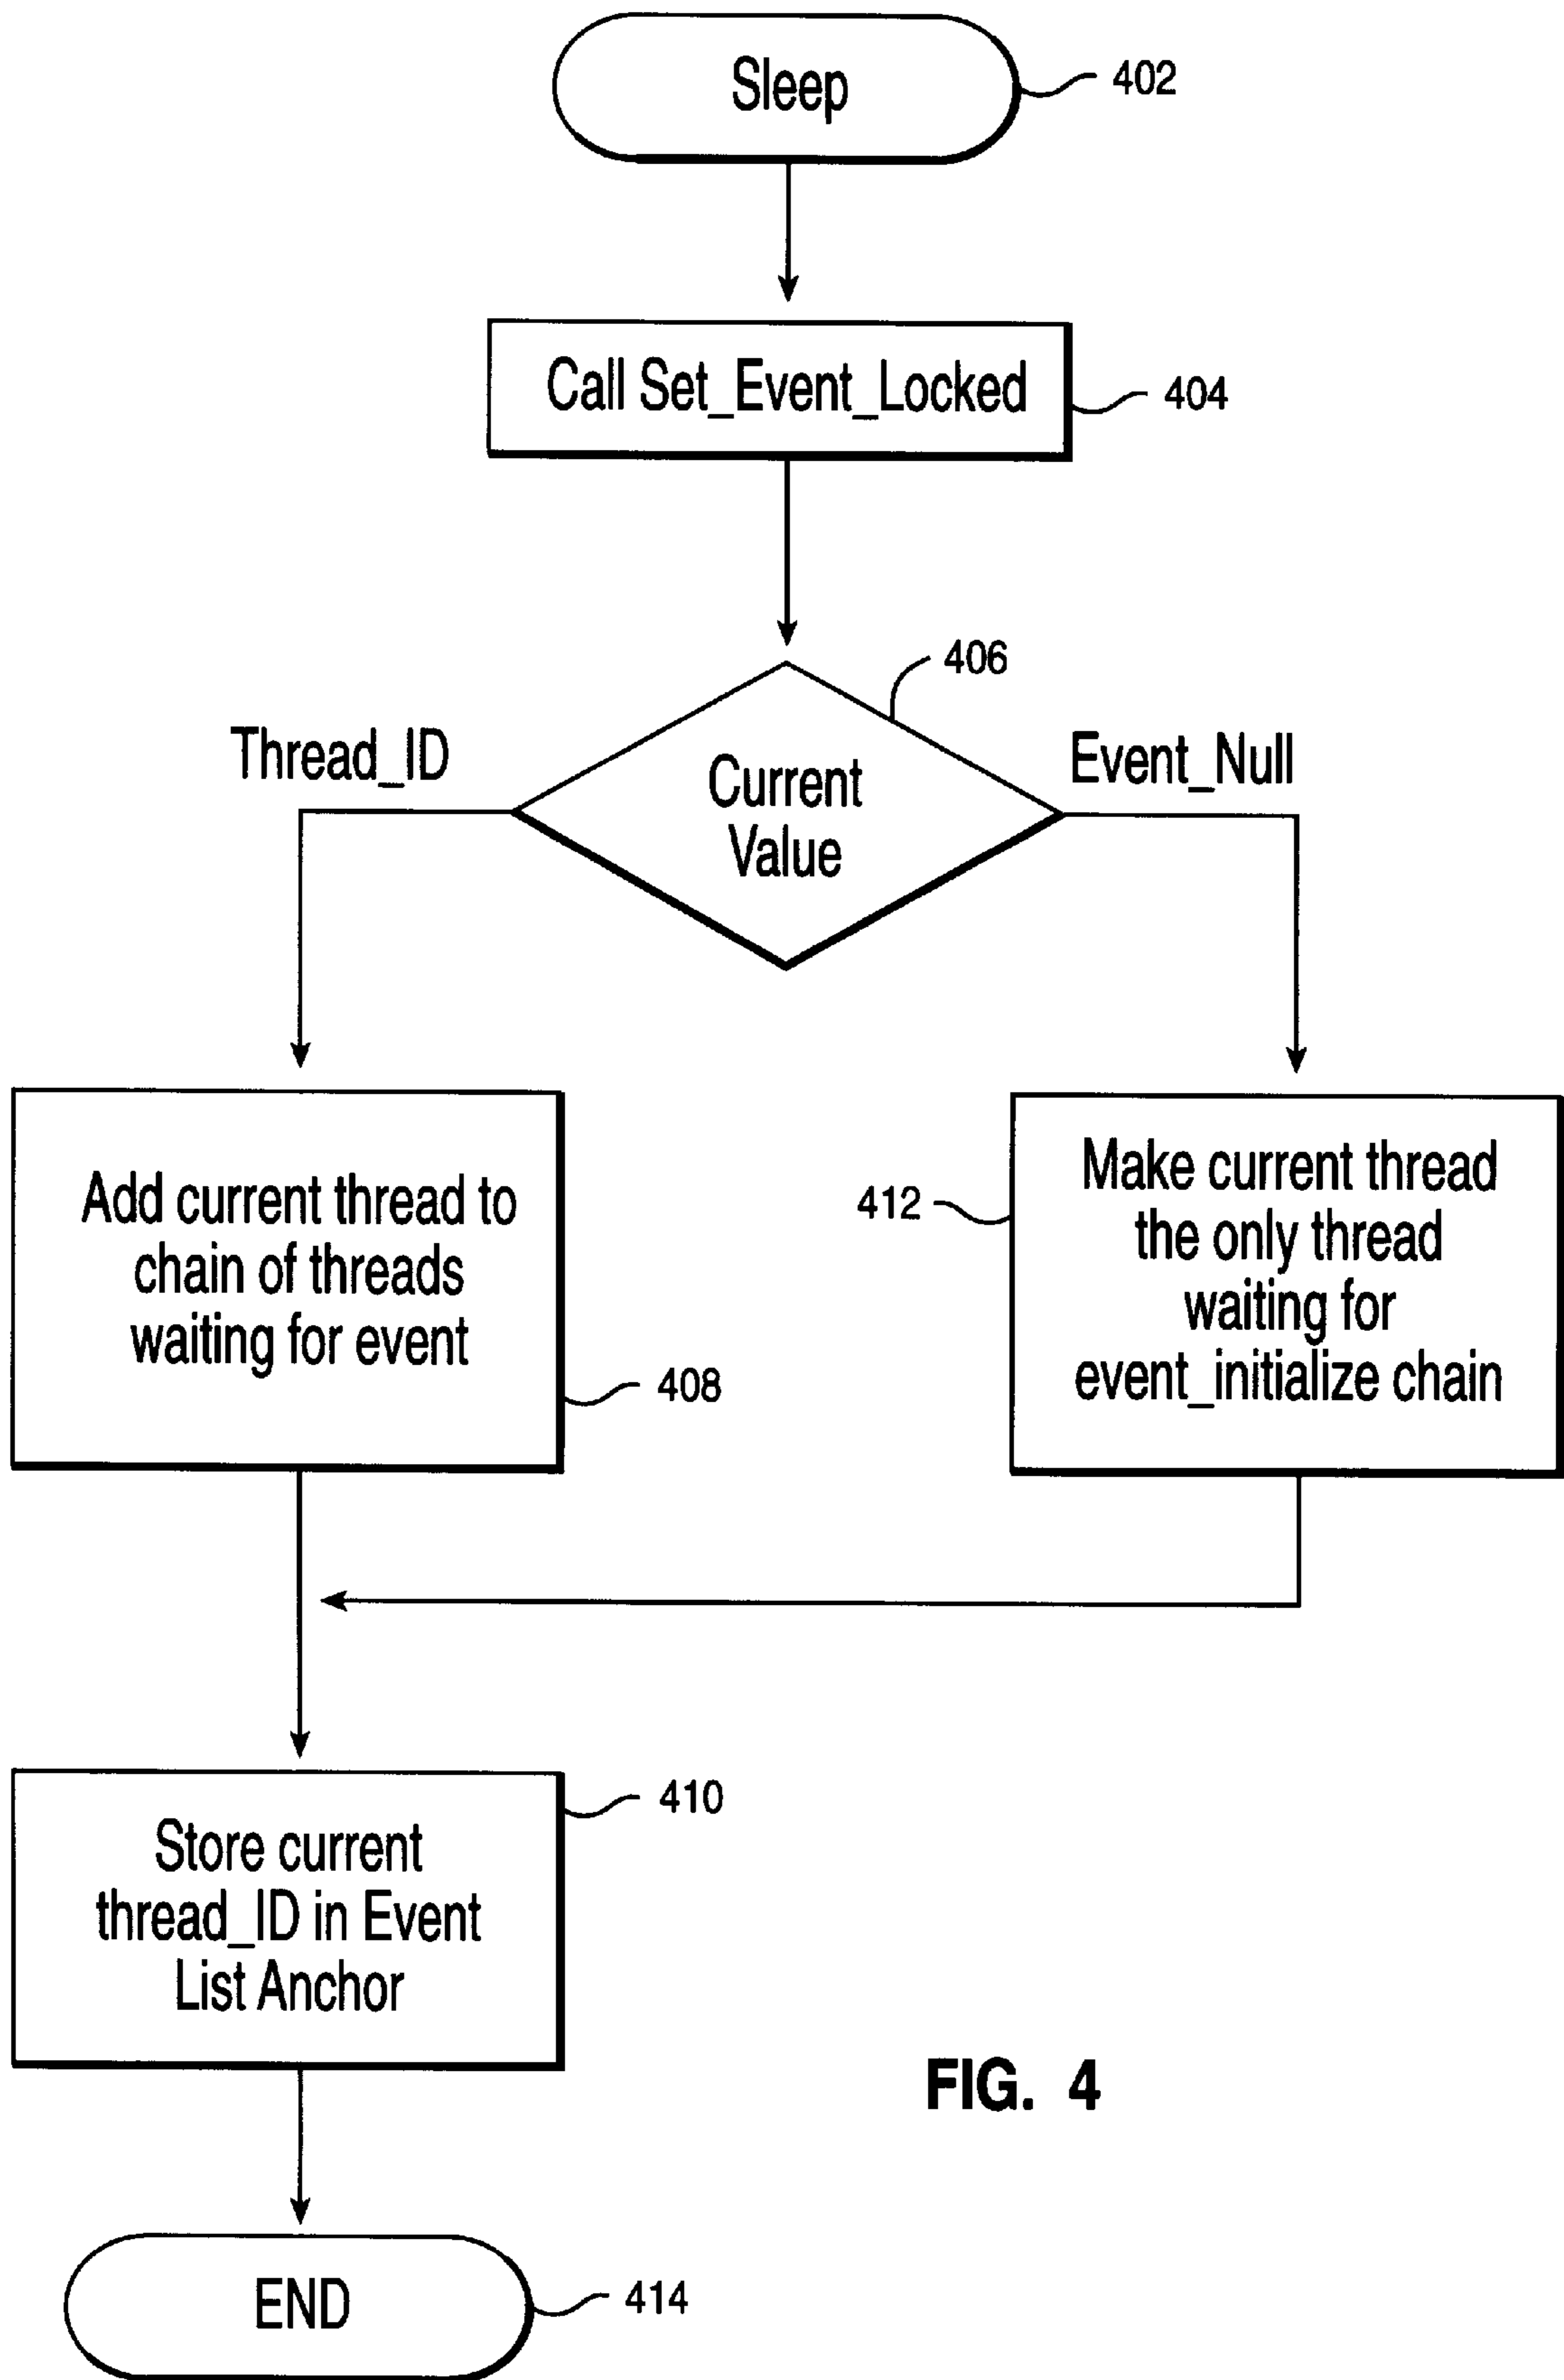 Sleep
402
Call Set_Event_Locked
404
406
Thread_ID
Current
Value
Event_Null
Add current thread to
chain of threads
waiting for event
408
412
Make current thread
the only thread
waiting for
event_initialize chain
410
Store current
thread_ID in Event
List Anchor
FIG. 4
END
414